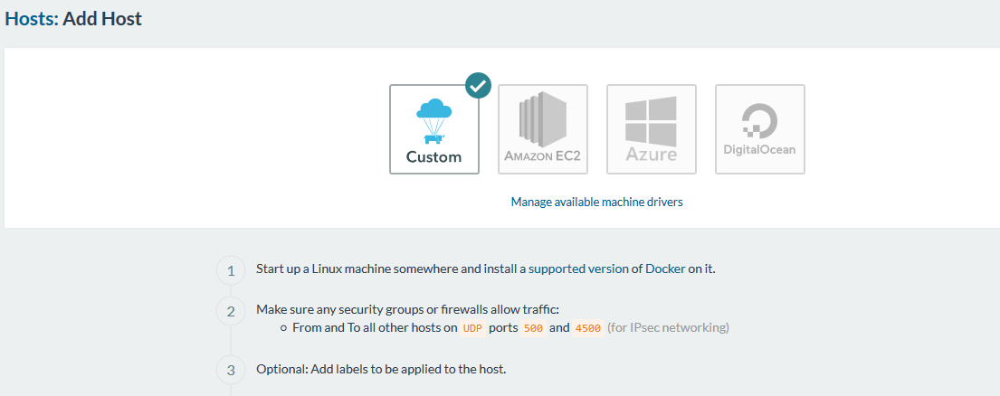 Hosts: Add Host
Custom
AMAZON EC2
Azure
DigitalOcean
Manage available machine drivers
1 Start up a Linux machine somewhere and install a supported version of Docker on it.
2 Make sure any security groups or firewalls allow traffic:
From and To all other hosts on UDP ports 500 and 4500 (for IPsec networking)
3 Optional: Add labels to be applied to the host.